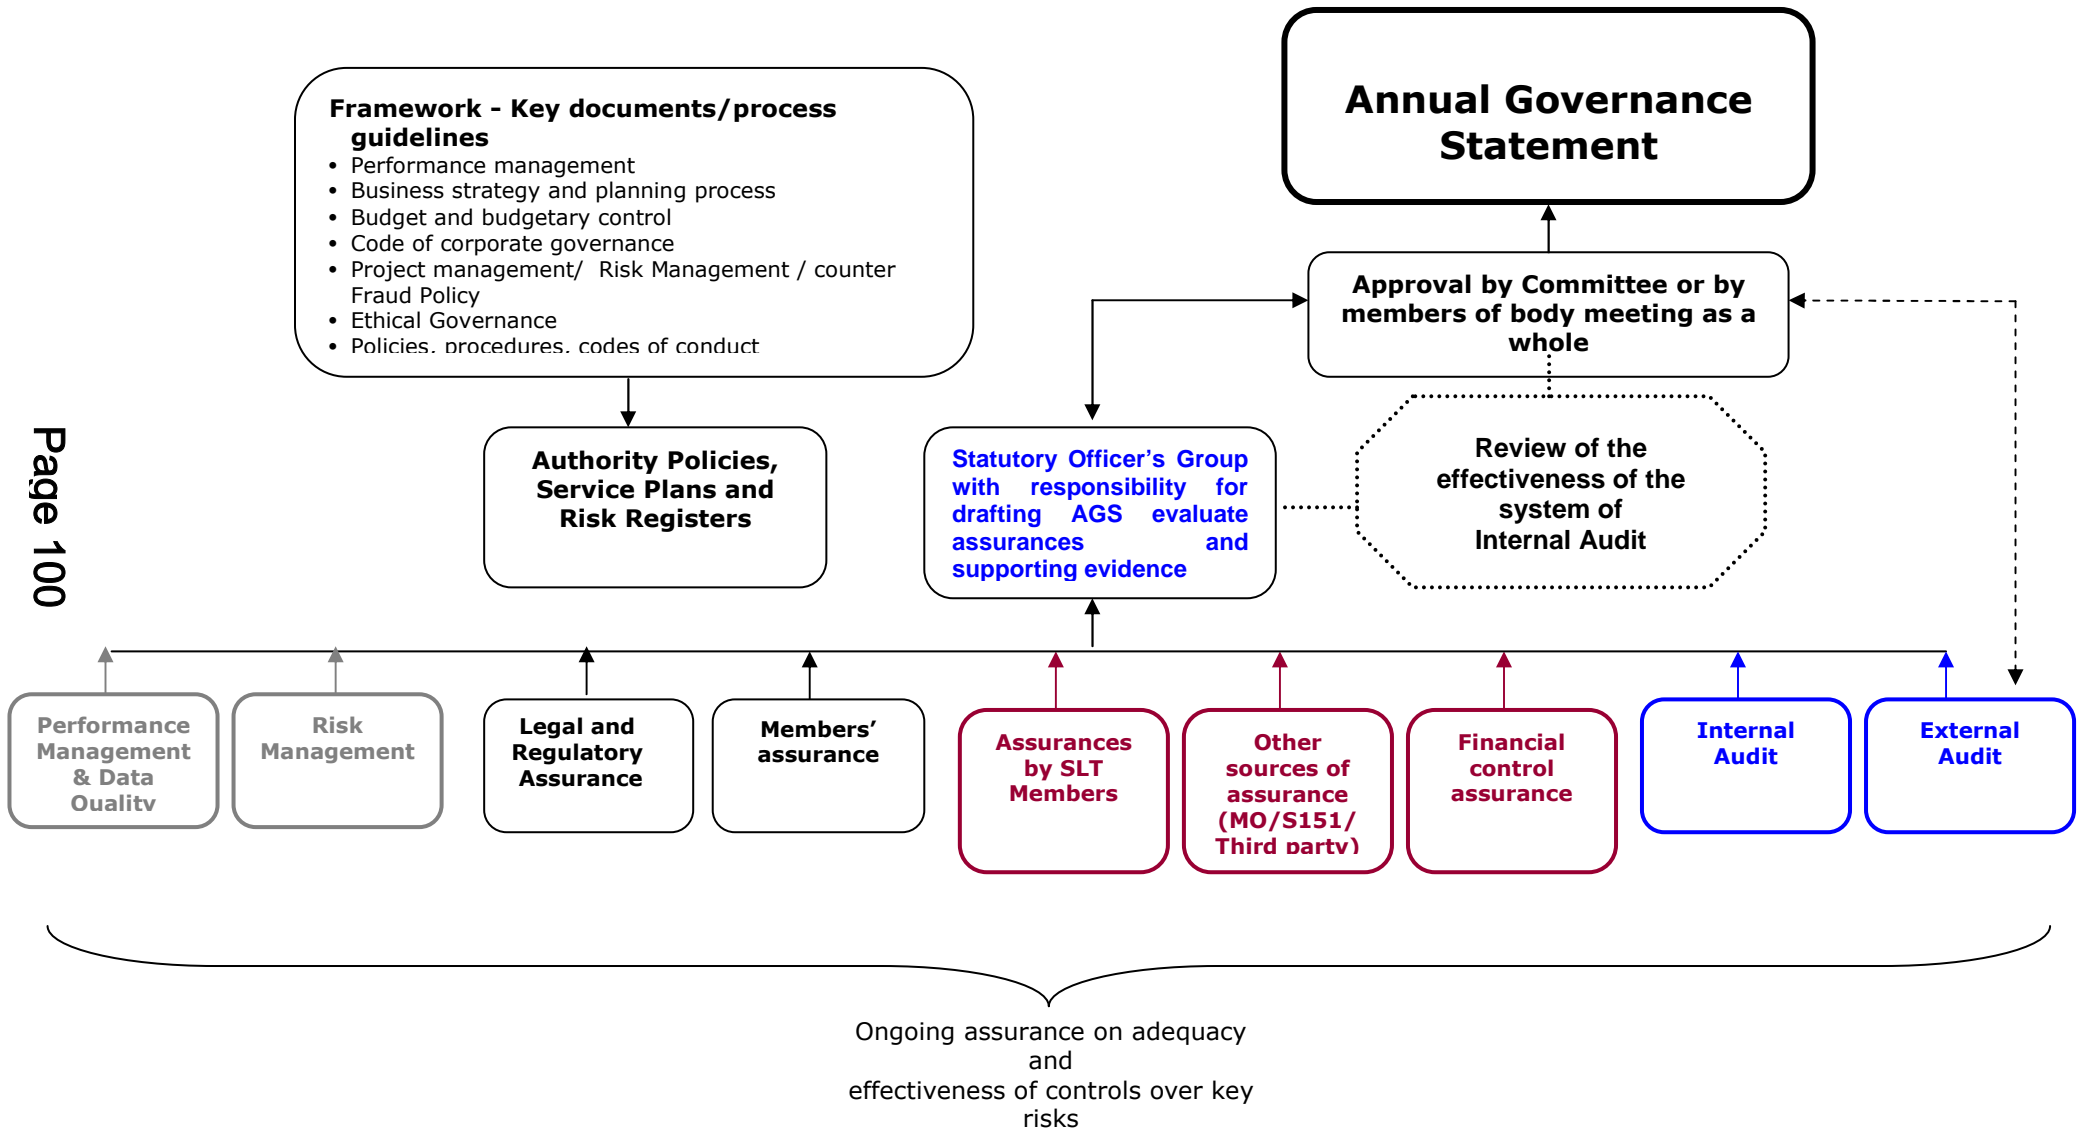 Annual Governance
Statement
Framework - Key documents/process
guidelines
• Performance management
• Business strategy and planning process
• Budget and budgetary control
• Code of corporate governance
• Project management/ Risk Management / counter
Fraud Policy
• Ethical Governance
• Policies, procedures, codes of conduct
Approval by Committee or by
members of body meeting as a
whole
Page 100
Authority Policies,
Service Plans and
Risk Registers
Statutory Officer’s Group
with responsibility for
drafting AGS evaluate
assurances and
supporting evidence
Review of the
effectiveness of the
system of
Internal Audit
Performance
Management
& Data
Quality
Risk
Management
Legal and
Regulatory
Assurance
Members’
assurance
Assurances
by SLT
Members
Other
sources of
assurance
(MO/S151/
Third party)
Financial
control
assurance
Internal
Audit
External
Audit
Ongoing assurance on adequacy
and
effectiveness of controls over key
risks